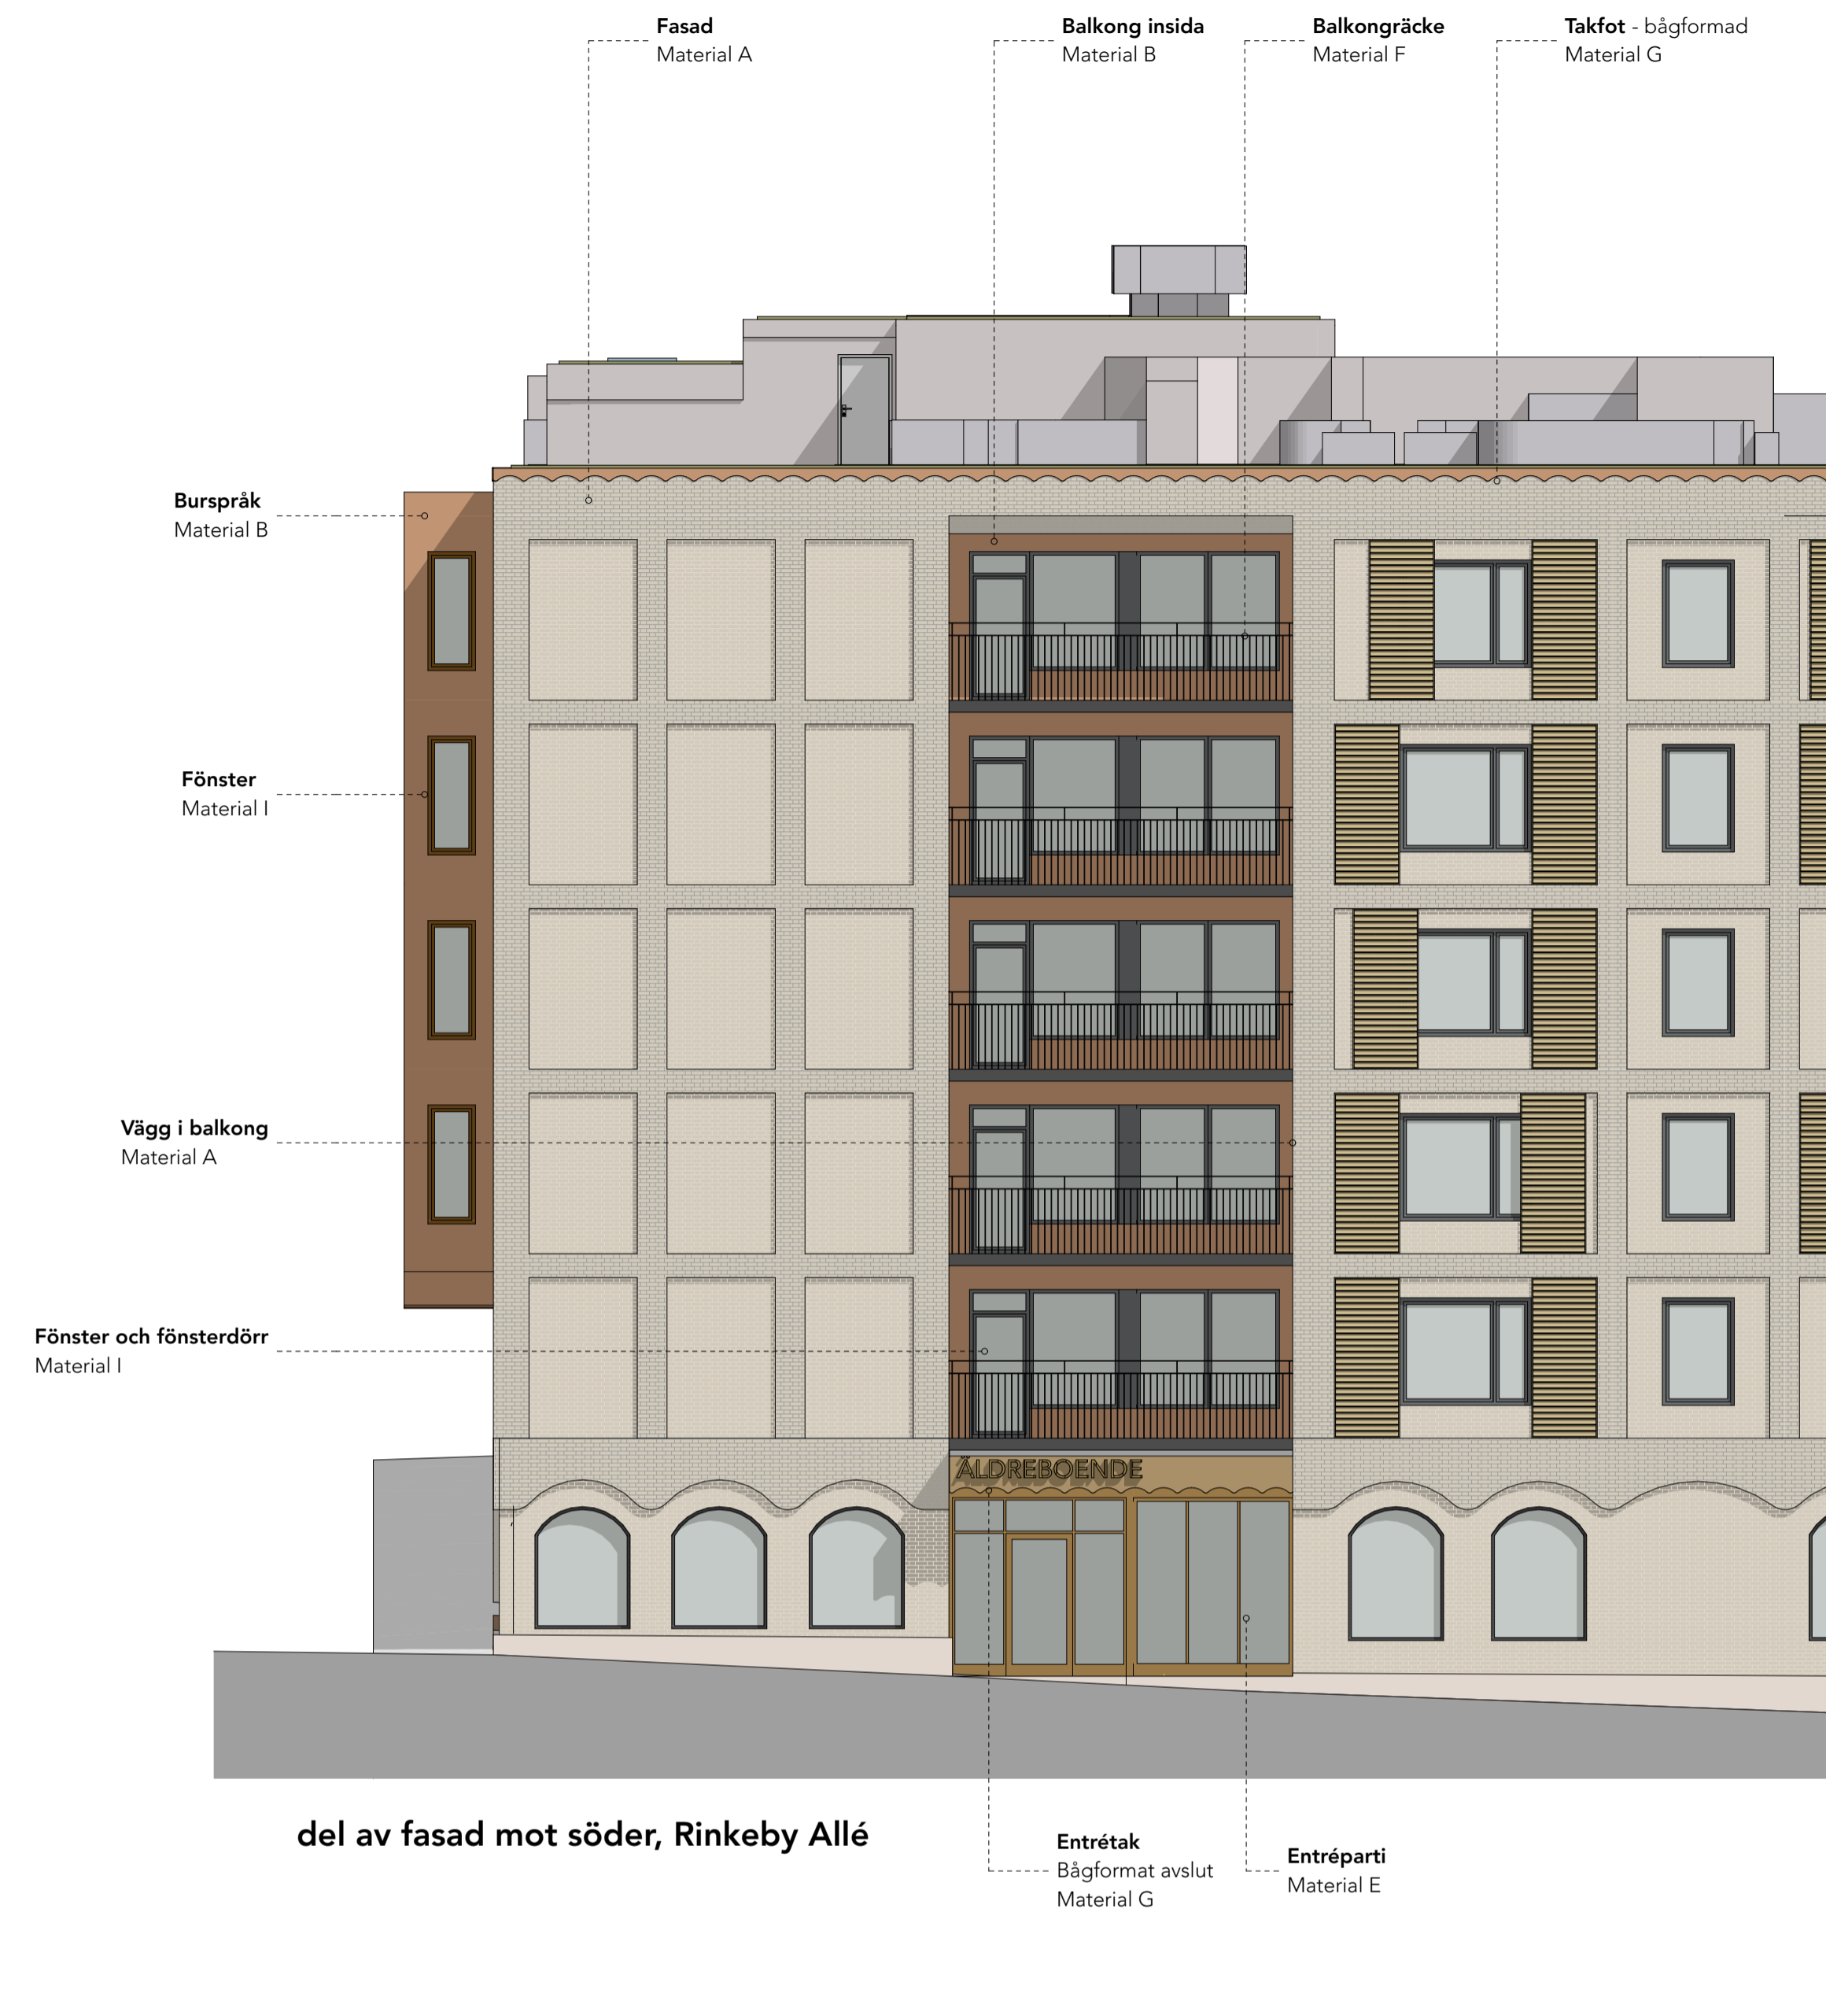 Fasad
Material A
Balkong insida
Material B
Balkongräcke
Material F
Takfot - bågformad
Material G
Burspråk
Material B
Fönster
Material I
Vägg i balkong
Material A
Fönster och fönsterdörr
Material I
ÄLDREBOENDE
del av fasad mot söder, Rinkeby Allé
Entrétak
Bågformat avslut
Material G
Entréparti
Material E